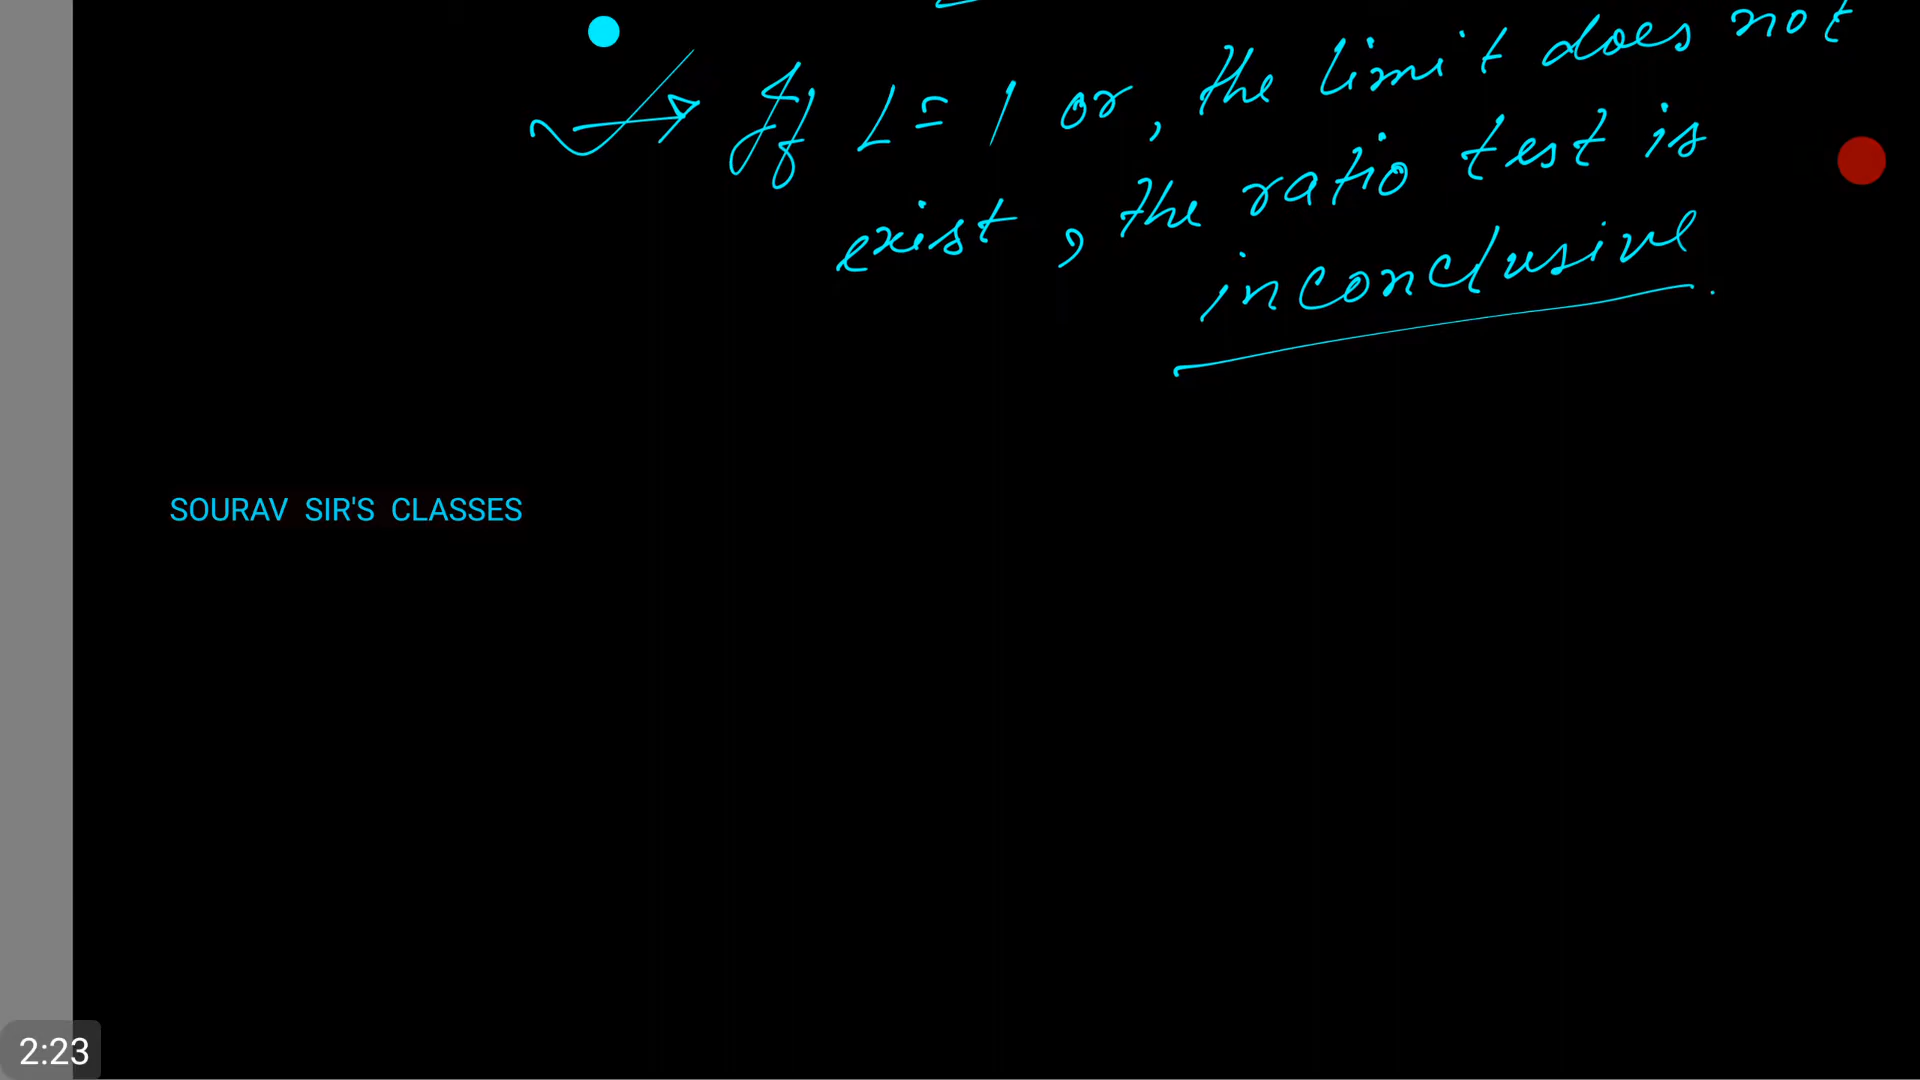 If L = 1 or, the limit does not
exist, the ratio test is
inconclusive.
SOURAV SIR'S CLASSES
2:23